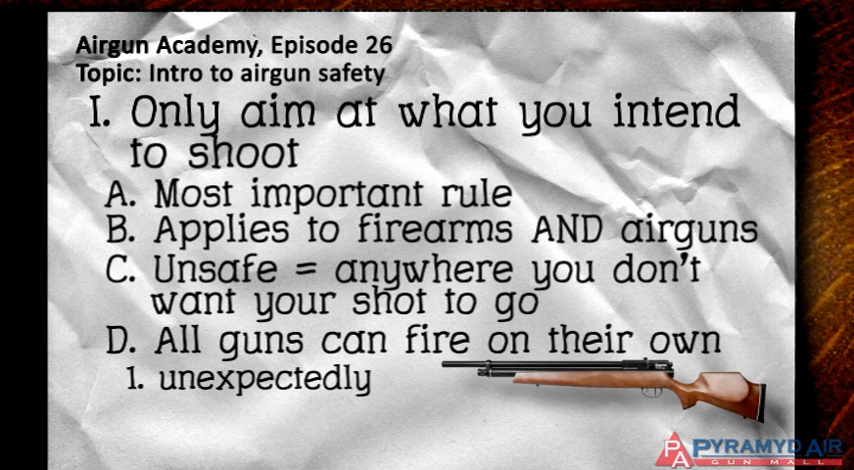 Airgun Academy, Episode 26
Topic: Intro to airgun safety
I. Only aim at what you intend
to shoot
A. Most important rule
B. Applies to firearms AND airguns
C. Unsafe = anywhere you don't
want your shot to go
D. All guns can fire on their own
1. unexpectedly
PA PYRAMYD AIR
GUN MALL